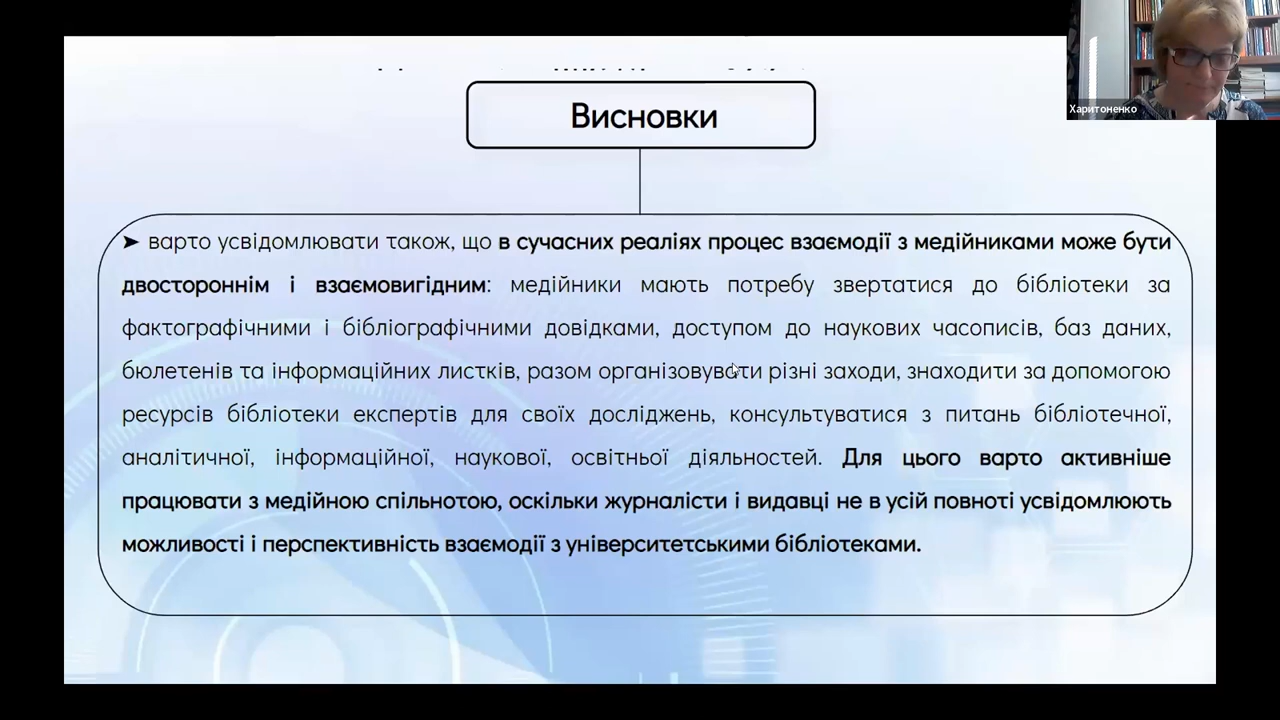 Висновки
Харитоненко
➤ варто усвідомлювати також, що в сучасних реаліях процес взаємодії з медійниками може бути
двостороннім і взаємовигідним: медійники мають потребу звертатися до бібліотеки за
фактографічними і бібліографічними довідками, доступом до наукових часописів, баз даних,
бюлетенів та інформаційних листків, разом організовувати різні заходи, знаходити за допомогою
ресурсів бібліотеки експертів для своїх досліджень, консультуватися з питань бібліотечної,
аналітичної, інформаційної, наукової, освітньої діяльностей. Для цього варто активніше
працювати з медійною спільнотою, оскільки журналісти і видавці не в усій повноті усвідомлюють
можливості і перспективність взаємодії з університетськими бібліотеками.